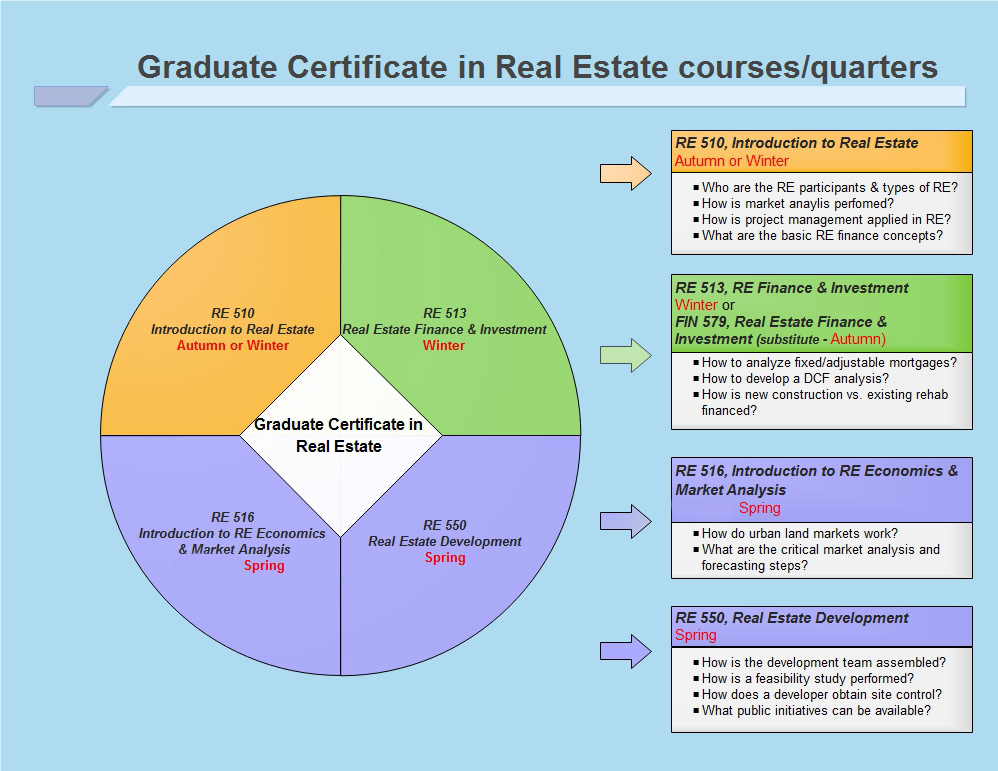 Graduate Certificate in Real Estate courses/quarters
RE 510
Introduction to Real Estate
Autumn or Winter
RE 513
Real Estate Finance & Investment
Winter
Graduate Certificate in
Real Estate
RE 516
Introduction to RE Economics
& Market Analysis
Spring
RE 550
Real Estate Development
Spring
RE 510, Introduction to Real Estate
Autumn or Winter
▪ Who are the RE participants & types of RE?
▪ How is market anaylis perfomed?
▪ How is project management applied in RE?
▪ What are the basic RE finance concepts?
RE 513, RE Finance & Investment
Winter or
FIN 579, Real Estate Finance &
Investment (substitute - Autumn)
▪ How to analyze fixed/adjustable mortgages?
▪ How to develop a DCF analysis?
▪ How is new construction vs. existing rehab
financed?
RE 516, Introduction to RE Economics &
Market Analysis
Spring
▪ How do urban land markets work?
▪ What are the critical market analysis and
forecasting steps?
RE 550, Real Estate Development
Spring
▪ How is the development team assembled?
▪ How is a feasibility study performed?
▪ How does a developer obtain site control?
▪ What public initiatives can be available?